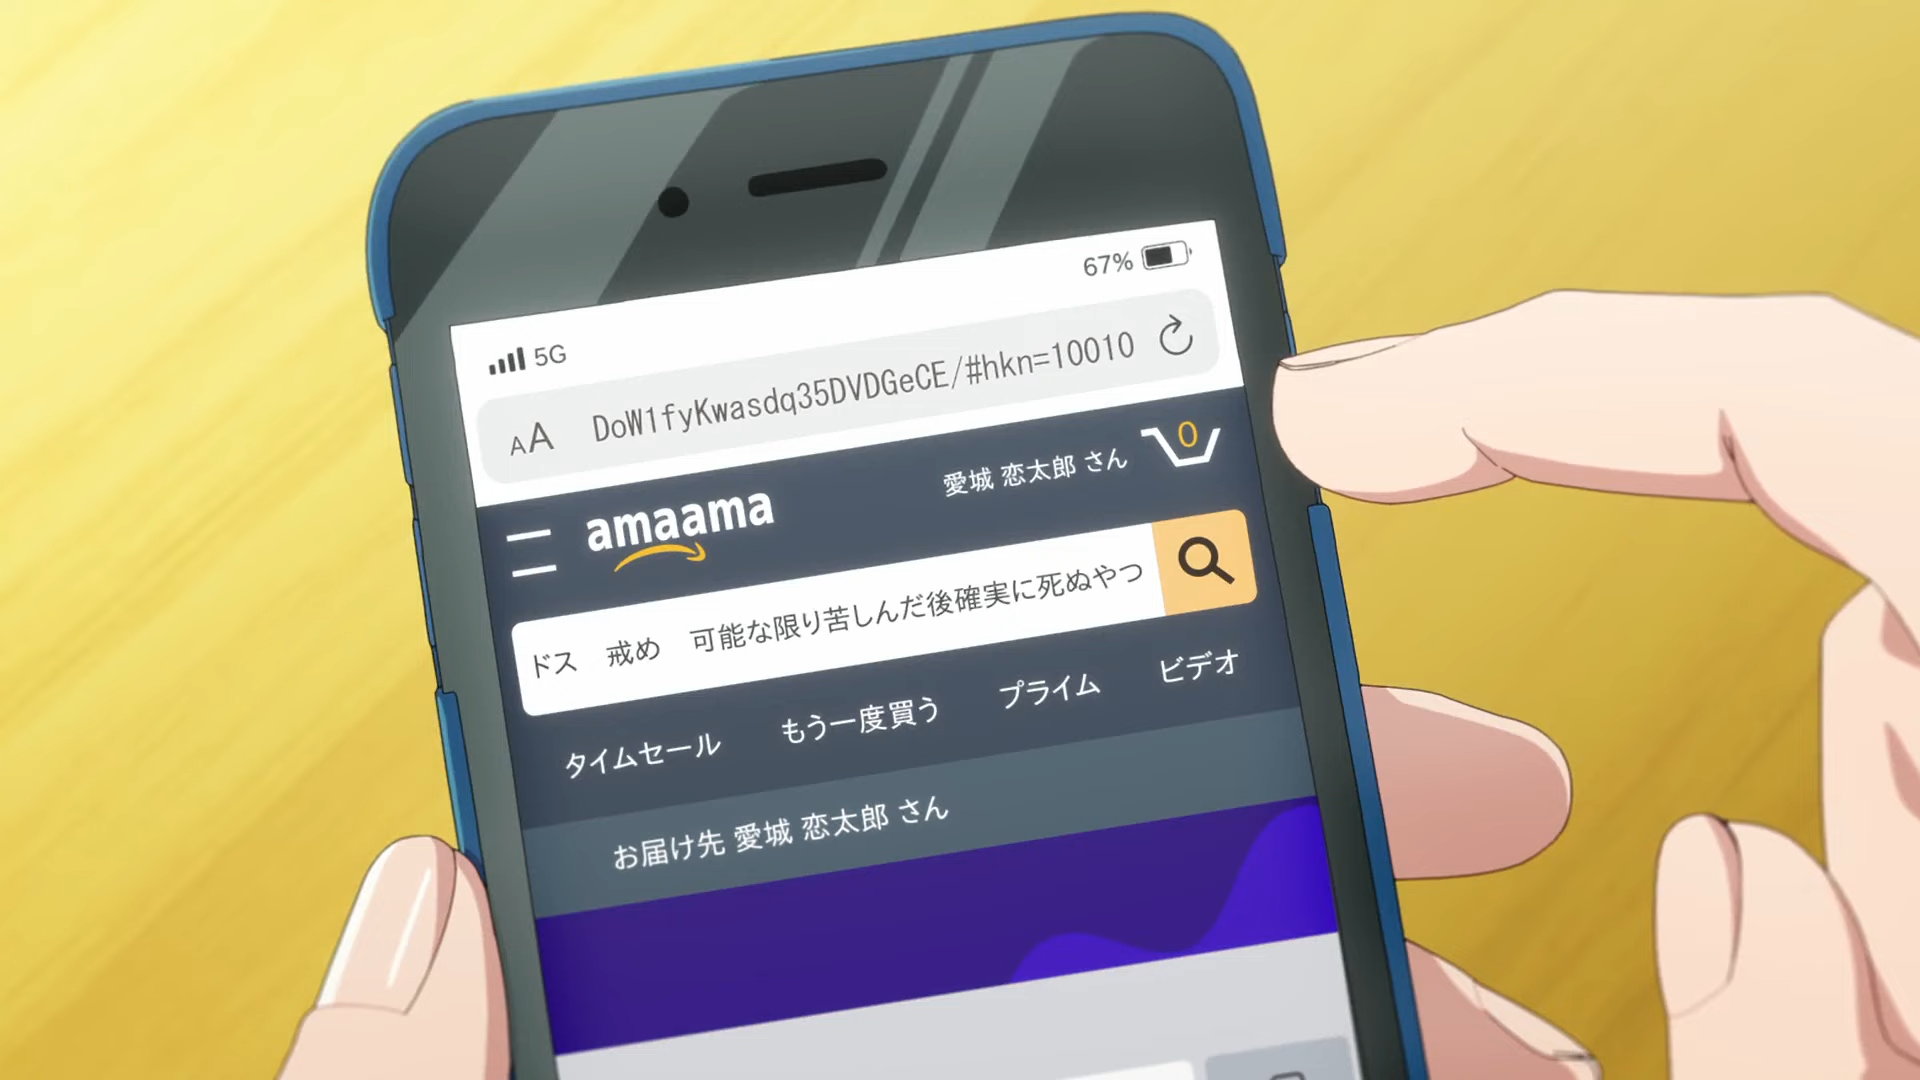 67%
5G
AA DoW1fyKwasdq35DVDGeCE/#hkn=10010
愛城 恋太郎 さん 0
amaama
ドス　戒め　可能な限り苦しんだ後確実に死ぬやつ
タイムセール もう一度買う プライム ビデオ
お届け先 愛城 恋太郎 さん